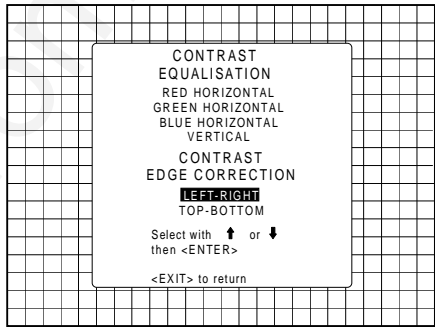 CONTRAST
EQUALISATION
RED HORIZONTAL
GREEN HORIZONTAL
BLUE HORIZONTAL
VERTICAL
CONTRAST
EDGE CORRECTION
LEFT-RIGHT
TOP-BOTTOM
Select with ⬆ or ⬇
then <ENTER>
<EXIT> to return